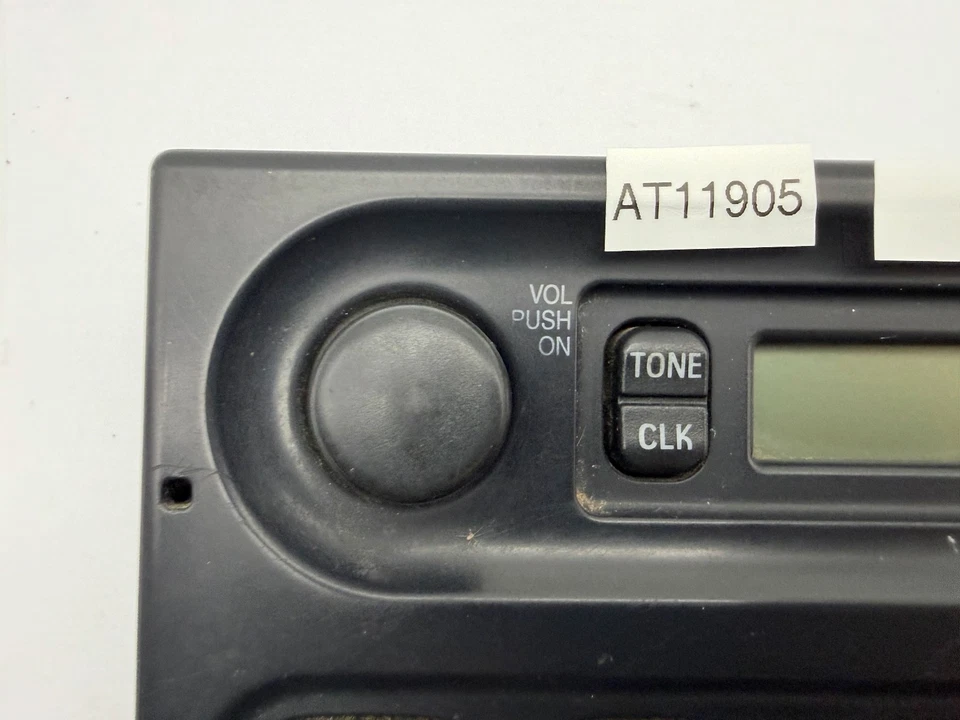 AT11905
VOL
PUSH
ON
TONE
CLK